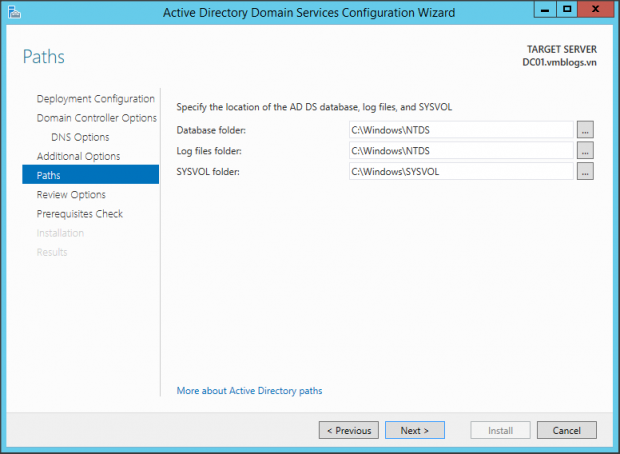 Active Directory Domain Services Configuration Wizard
Paths
TARGET SERVER
DC01.vmblogs.vn
Deployment Configuration
Domain Controller Options
DNS Options
Additional Options
Paths
Review Options
Prerequisites Check
Installation
Results
Specify the location of the AD DS database, log files, and SYSVOL
Database folder: C:\Windows\NTDS ...
Log files folder: C:\Windows\NTDS ...
SYSVOL folder: C:\Windows\SYSVOL ...
More about Active Directory paths
< Previous Next > Install Cancel